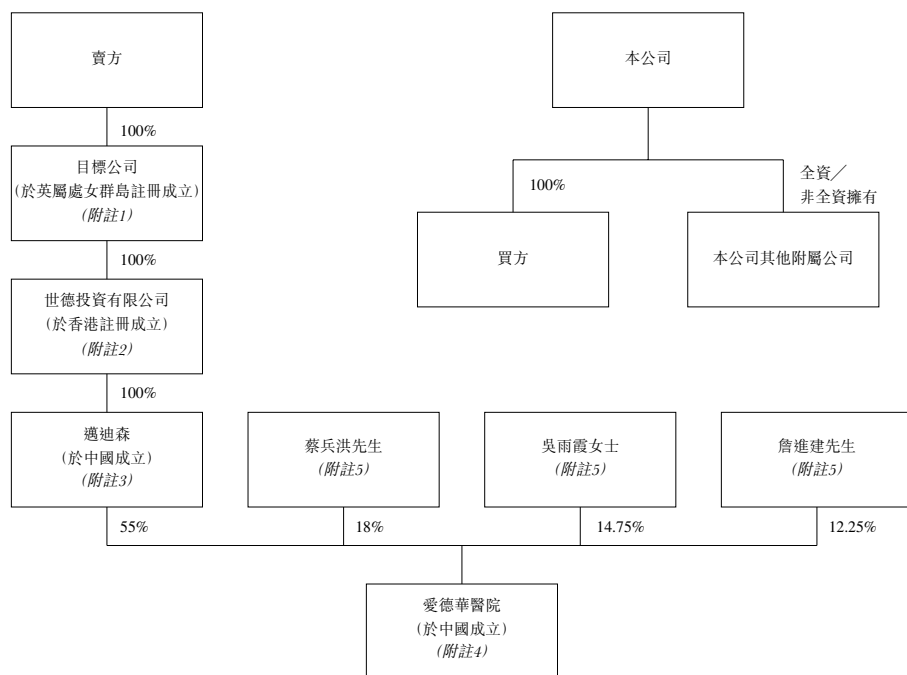 賣方
本公司
100%
目標公司
(於英屬處女群島註冊成立)
(附註1)
100%
全資／
非全資擁有
買方
本公司其他附屬公司
100%
世德投資有限公司
(於香港註冊成立)
(附註2)
100%
邁迪森
(於中國成立)
(附註3)
蔡兵洪先生
(附註5)
吳雨霞女士
(附註5)
詹進建先生
(附註5)
55%
18%
14.75%
12.25%
愛德華醫院
(於中國成立)
(附註4)